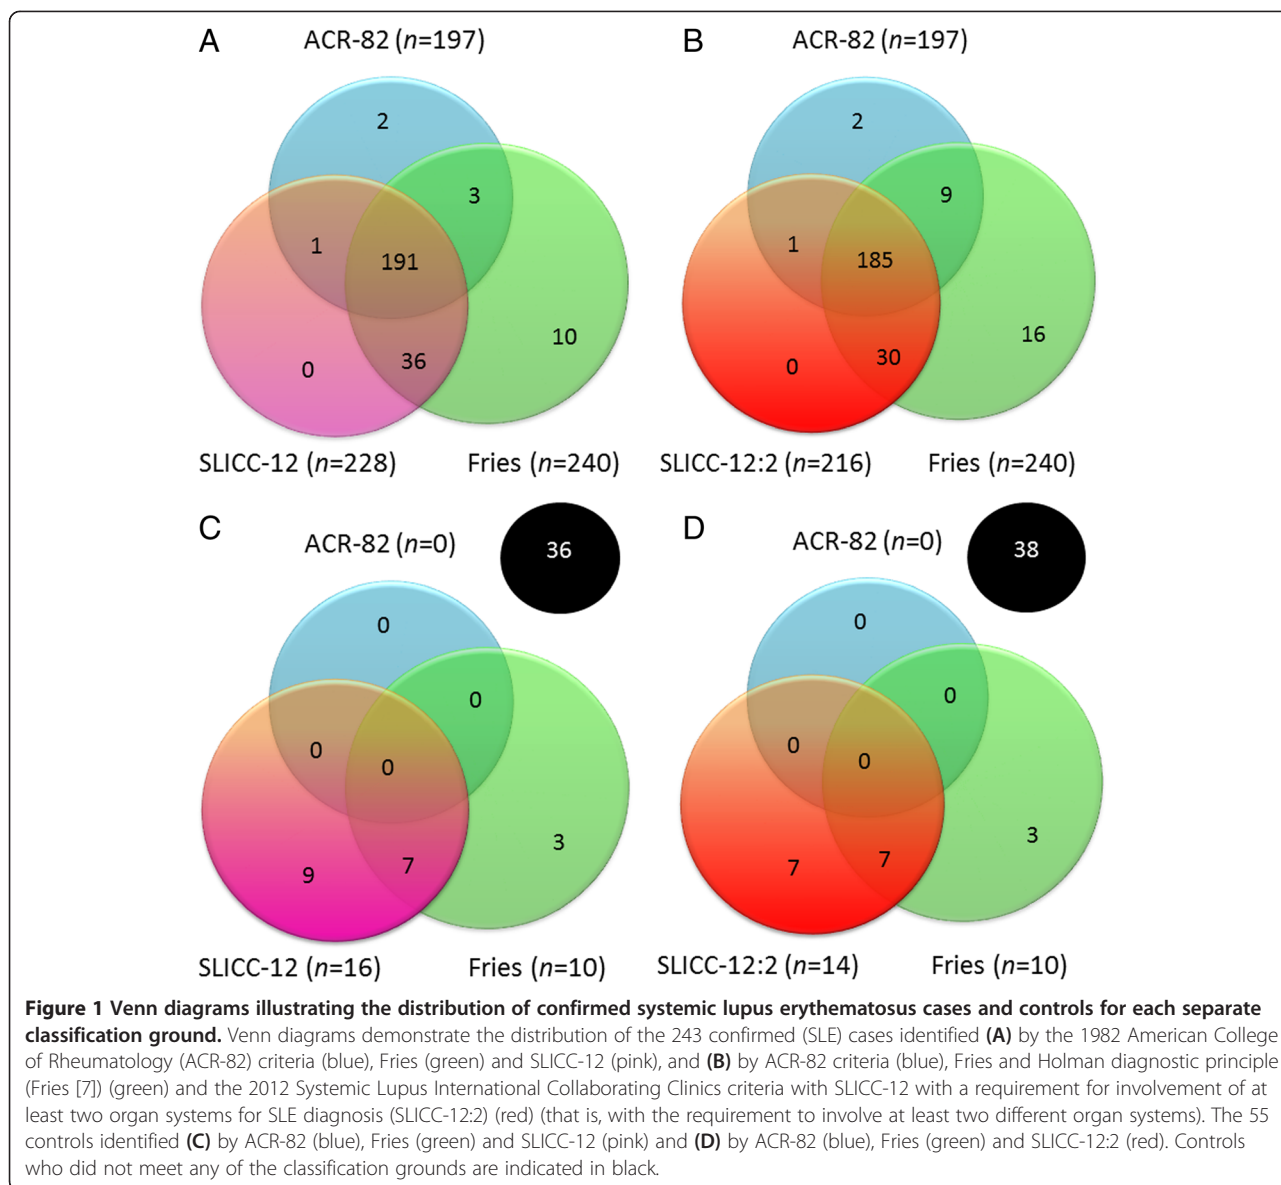 A
ACR-82 (n=197)
2
3
1
191
10
0
36
SLICC-12 (n=228)
Fries (n=240)
B
ACR-82 (n=197)
2
9
1
185
16
0
30
SLICC-12:2 (n=216)
Fries (n=240)
C
ACR-82 (n=0)
36
0
0
0
0
3
9
7
SLICC-12 (n=16)
Fries (n=10)
D
ACR-82 (n=0)
38
0
0
0
0
3
7
7
SLICC-12:2 (n=14)
Fries (n=10)
Figure 1 Venn diagrams illustrating the distribution of confirmed systemic lupus erythematosus cases and controls for each separate
classification ground. Venn diagrams demonstrate the distribution of the 243 confirmed (SLE) cases identified (A) by the 1982 American College
of Rheumatology (ACR-82) criteria (blue), Fries (green) and SLICC-12 (pink), and (B) by ACR-82 criteria (blue), Fries and Holman diagnostic principle
(Fries [7]) (green) and the 2012 Systemic Lupus International Collaborating Clinics criteria with SLICC-12 with a requirement for involvement of at
least two organ systems for SLE diagnosis (SLICC-12:2) (red) (that is, with the requirement to involve at least two different organ systems). The 55
controls identified (C) by ACR-82 (blue), Fries (green) and SLICC-12 (pink) and (D) by ACR-82 (blue), Fries (green) and SLICC-12:2 (red). Controls
who did not meet any of the classification grounds are indicated in black.